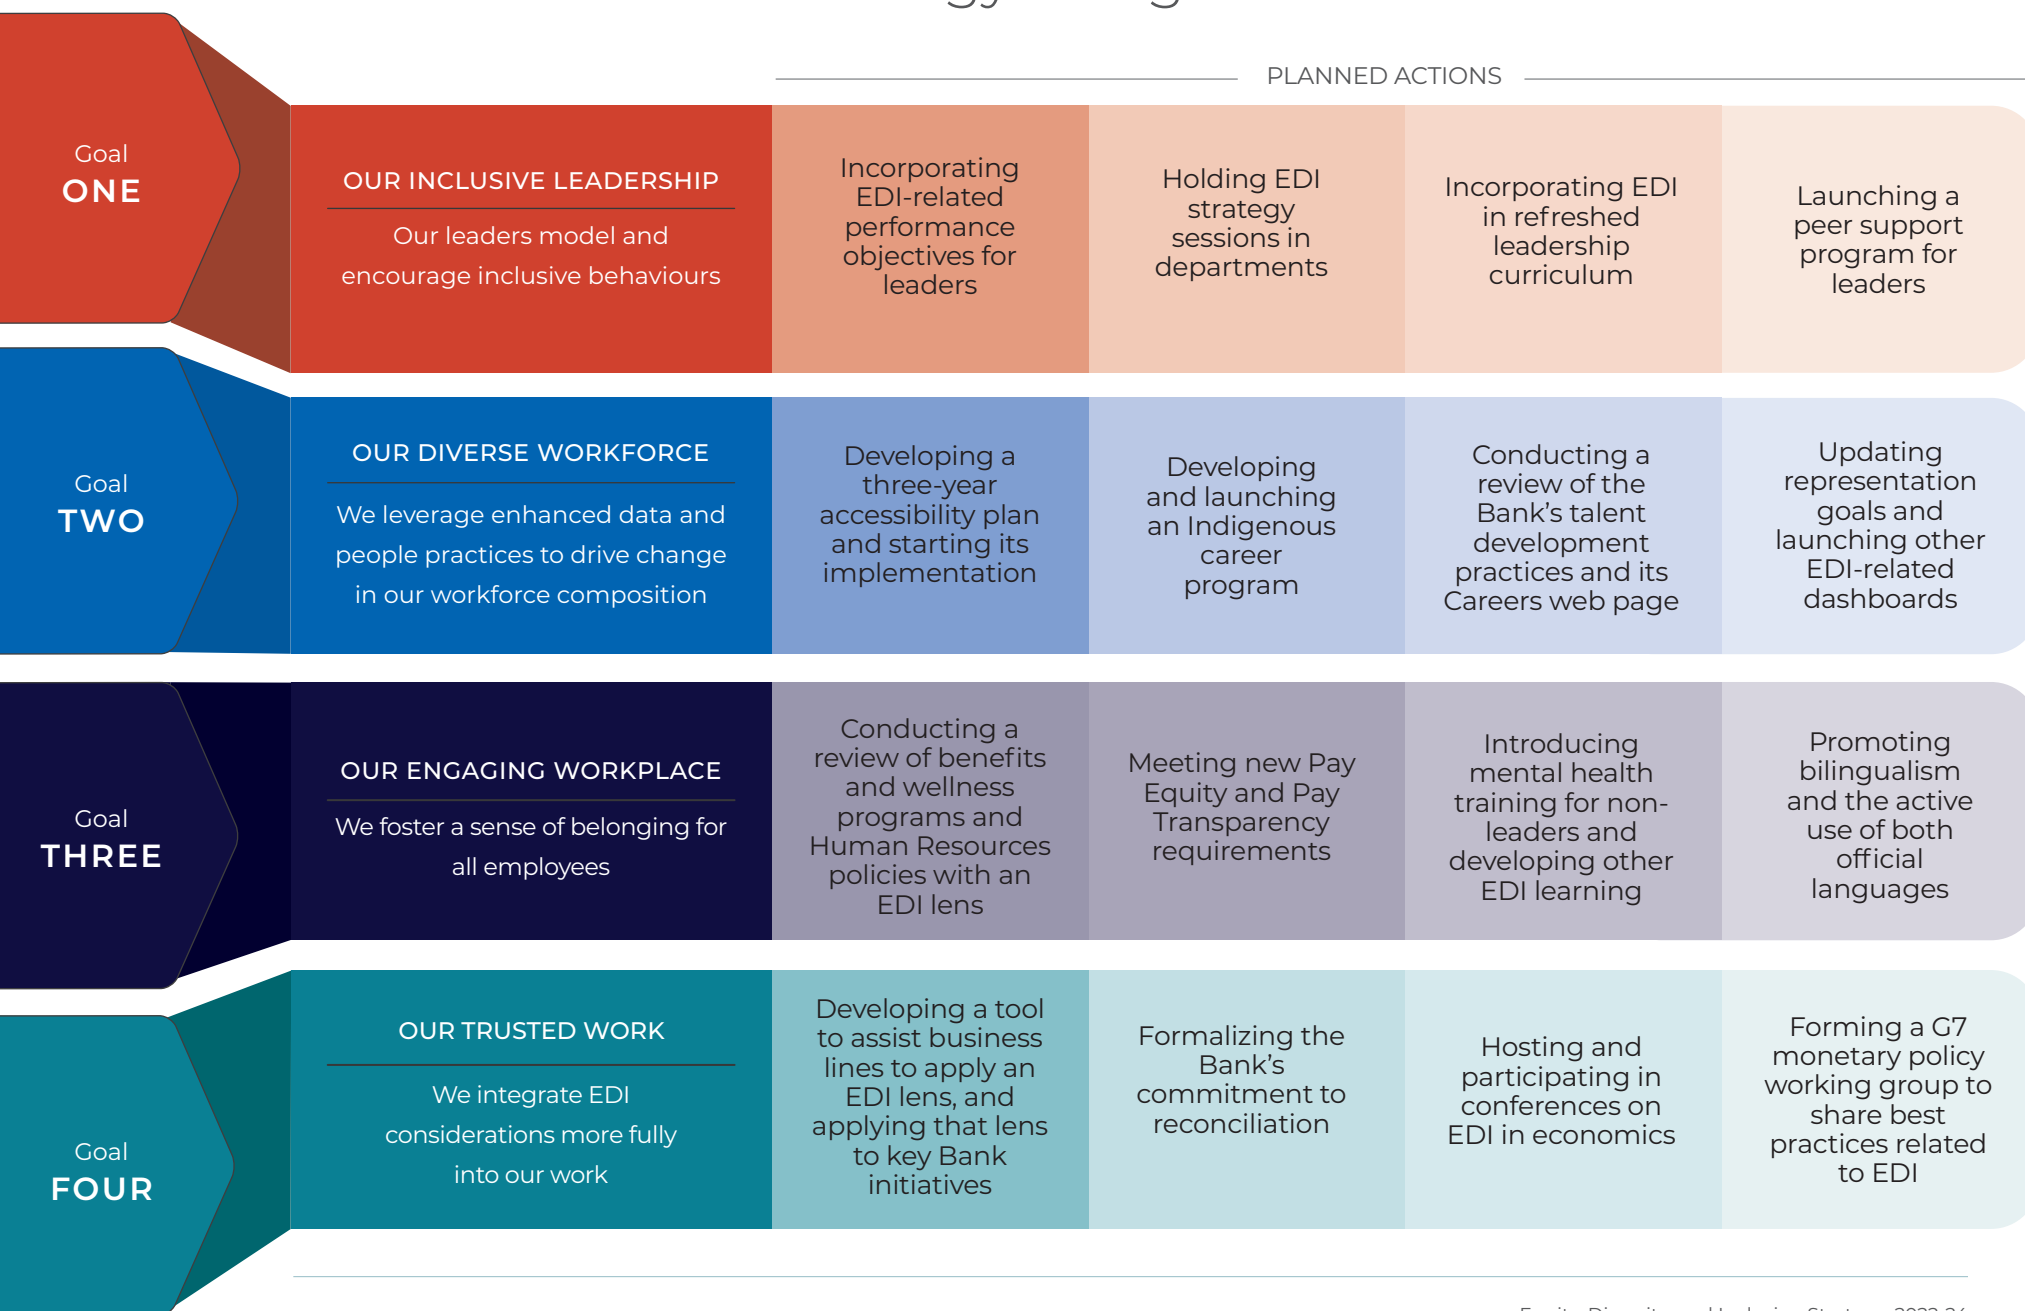 PLANNED ACTIONS
Goal
ONE
OUR INCLUSIVE LEADERSHIP
Our leaders model and
encourage inclusive behaviours
Incorporating
EDI-related
performance
objectives for
leaders
Holding EDI
strategy
sessions in
departments
Incorporating EDI
in refreshed
leadership
curriculum
Launching a
peer support
program for
leaders
Goal
TWO
OUR DIVERSE WORKFORCE
We leverage enhanced data and
people practices to drive change
in our workforce composition
Developing a
three-year
accessibility plan
and starting its
implementation
Developing
and launching
an Indigenous
career
program
Conducting a
review of the
Bank's talent
development
practices and its
Careers web page
Updating
representation
goals and
launching other
EDI-related
dashboards
Goal
THREE
OUR ENGAGING WORKPLACE
We foster a sense of belonging for
all employees
Conducting a
review of benefits
and wellness
programs and
Human Resources
policies with an
EDI lens
Meeting new Pay
Equity and Pay
Transparency
requirements
Introducing
mental health
training for non-
leaders and
developing other
EDI learning
Promoting
bilingualism
and the active
use of both
official
languages
Goal
FOUR
OUR TRUSTED WORK
We integrate EDI
considerations more fully
into our work
Developing a tool
to assist business
lines to apply an
EDI lens, and
applying that lens
to key Bank
initiatives
Formalizing the
Bank's
commitment to
reconciliation
Hosting and
participating in
conferences on
EDI in economics
Forming a G7
monetary policy
working group to
share best
practices related
to EDI